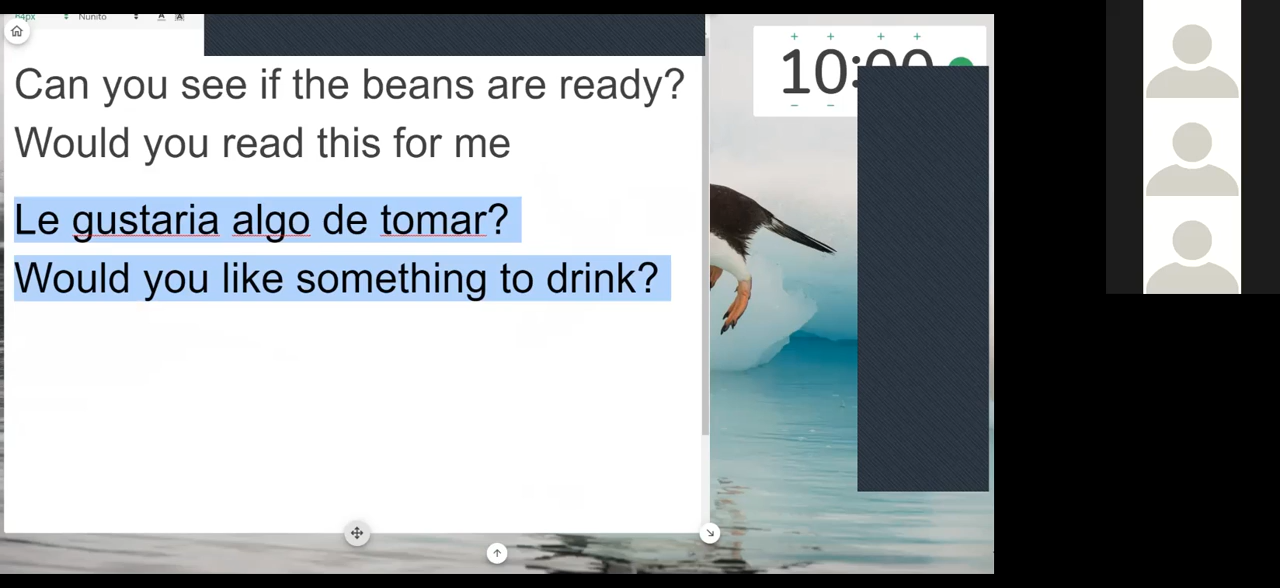 64px Nunito A A
10:00
Can you see if the beans are ready?
Would you read this for me
Le gustaria algo de tomar?
Would you like something to drink?